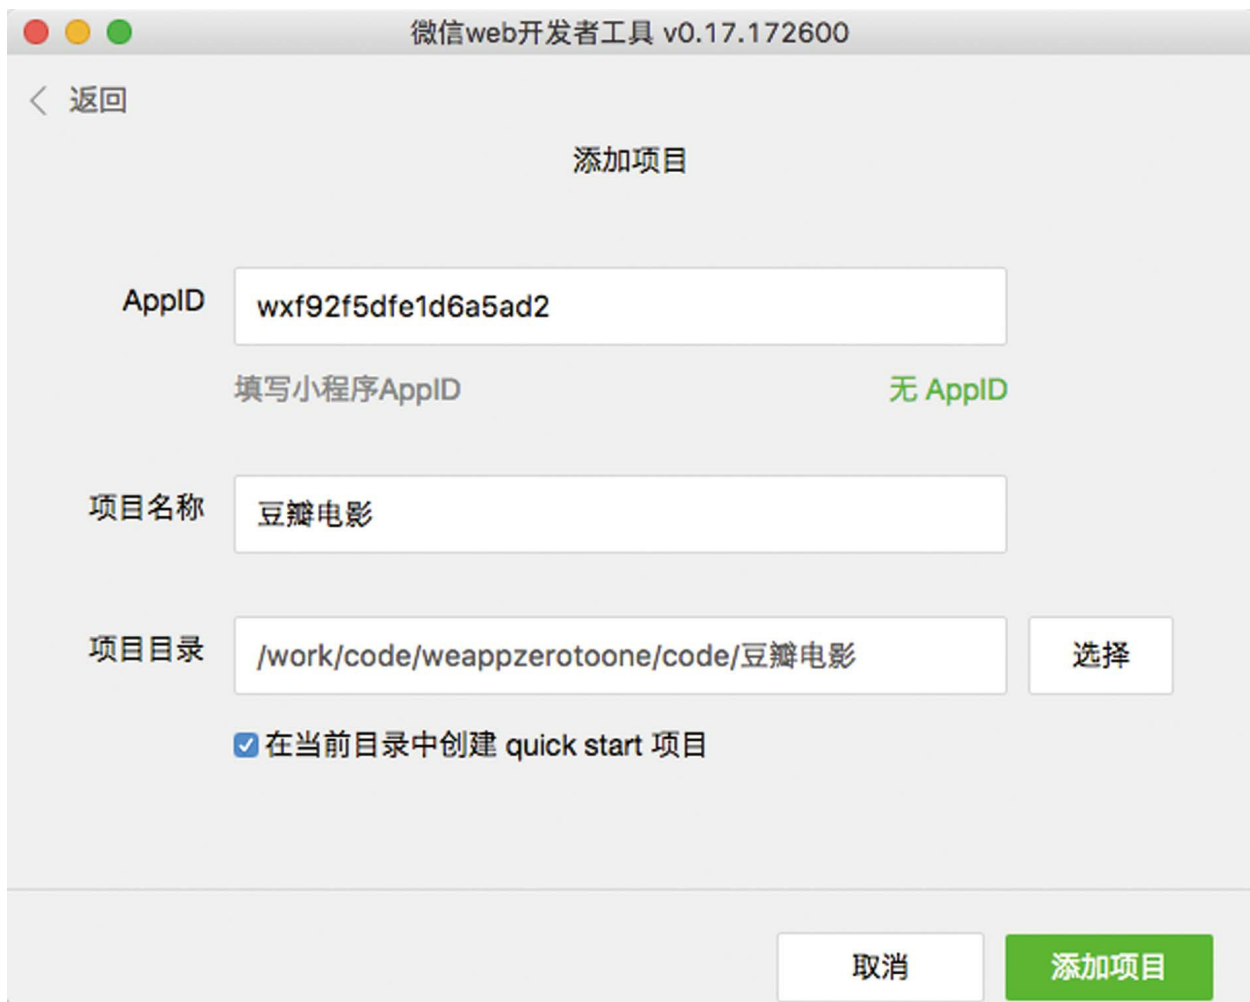 微信web开发者工具 v0.17.172600
返回
添加项目
AppID
wxf92f5dfe1d6a5ad2
填写小程序AppID
无 AppID
项目名称
豆瓣电影
项目目录
/work/code/weappzerotoone/code/豆瓣电影
选择
在当前目录中创建 quick start 项目
取消
添加项目